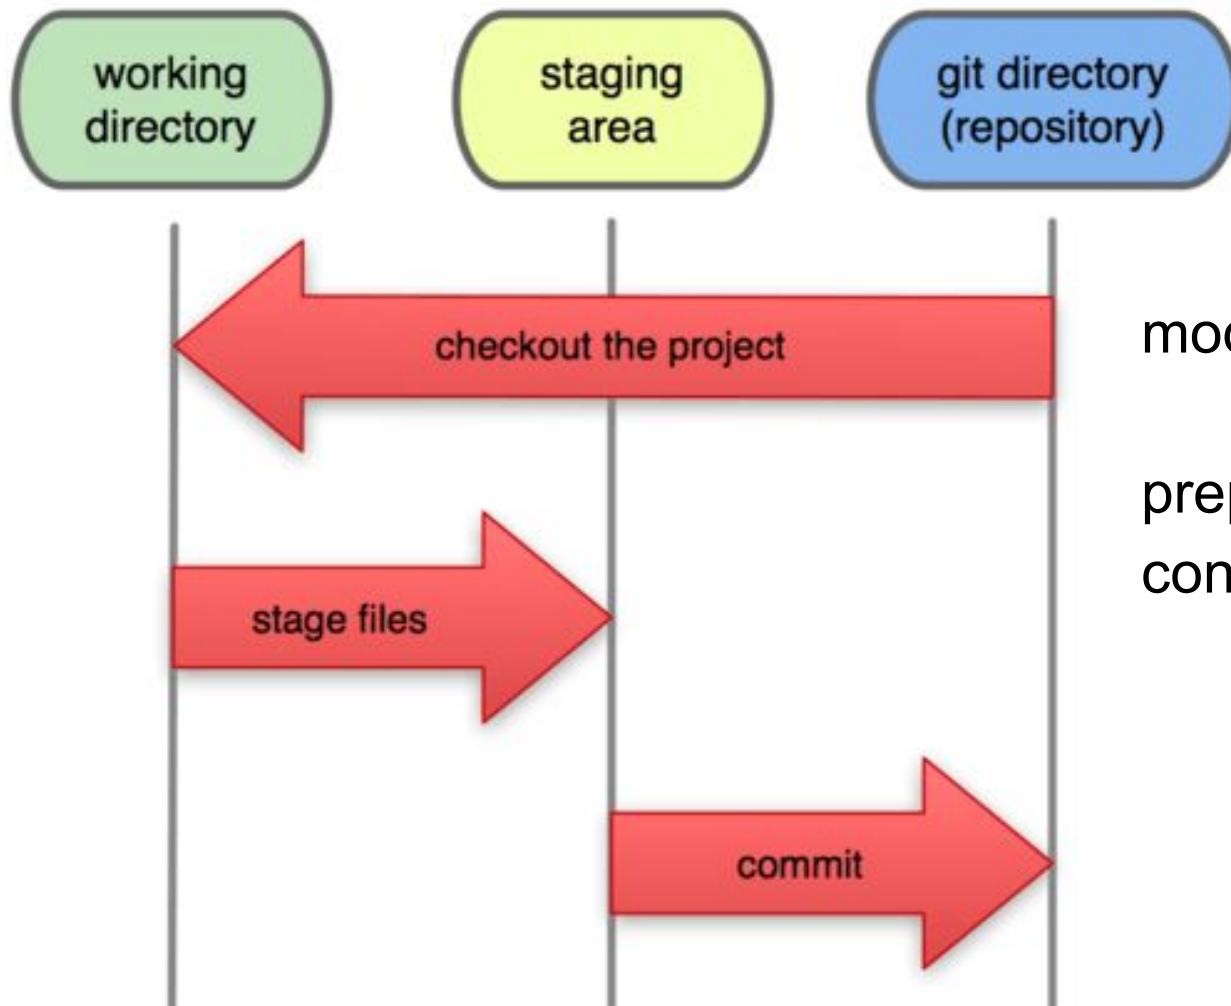 working
directory
staging
area
git directory
(repository)
checkout the project
stage files
commit